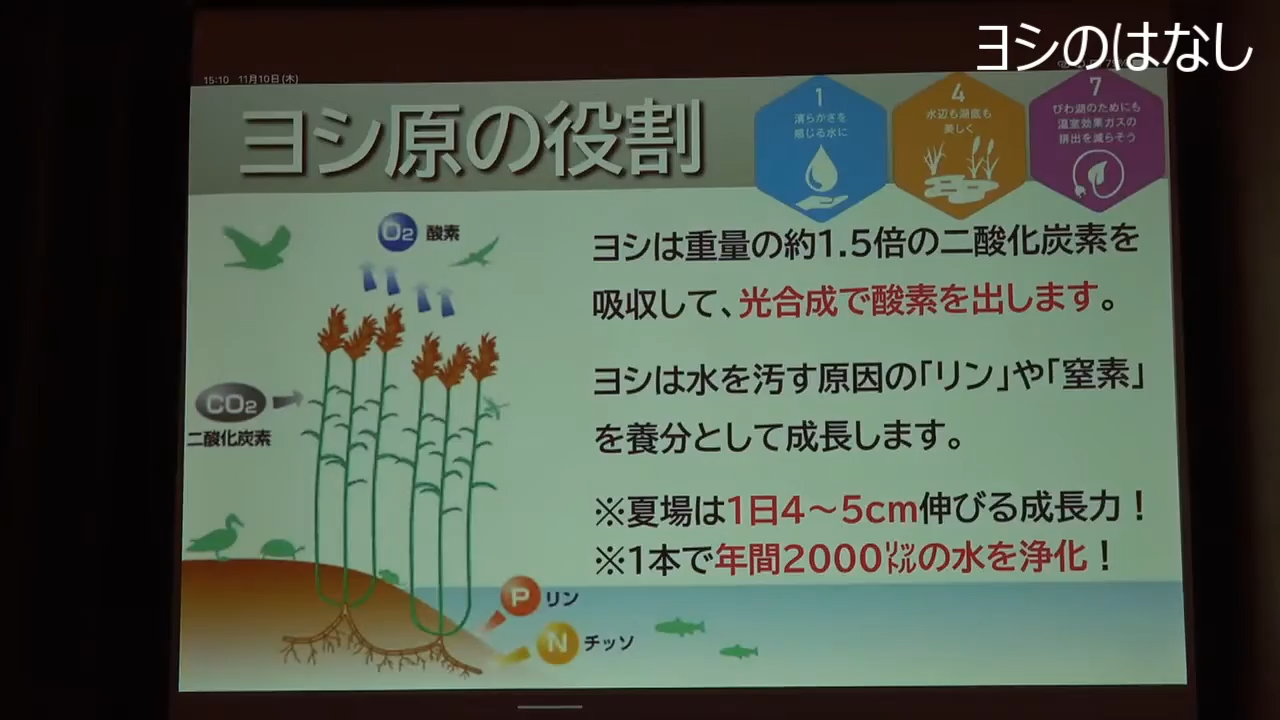 ヨシのはなし
15:10 11月10日(木)
ヨシ原の役割
1
清らかさを
感じる水に
4
水辺も湖底も
美しく
7
びわ湖のためにも
温室効果ガスの
排出を減らそう
O2 酸素
ヨシは重量の約1.5倍の二酸化炭素を
吸収して、光合成で酸素を出します。
CO2
二酸化炭素
ヨシは水を汚す原因の「リン」や「窒素」
を養分として成長します。
※夏場は1日4～5cm伸びる成長力！
※1本で年間2000㍑の水を浄化！
P リン
N チッソ